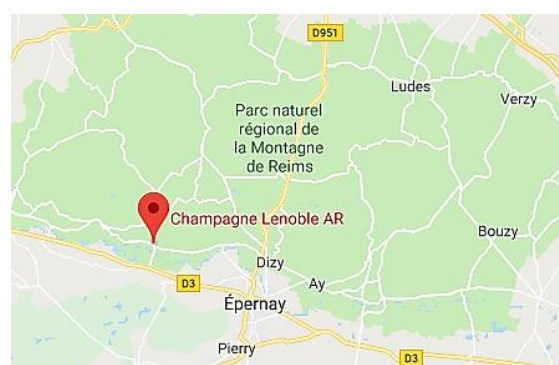 D951
Ludes
Verzy
Parc naturel
régional de
la Montagne
de Reims
Champagne Lenoble AR
Bouzy
Dizy
D3
Ay
Épernay
Pierry
D3